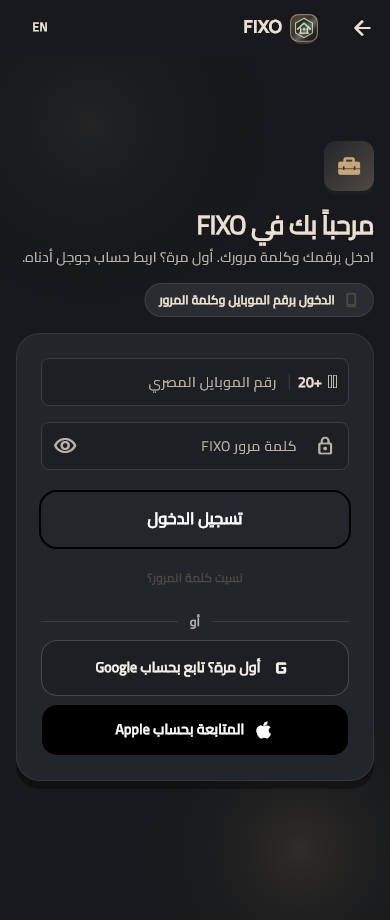 FIXO
EN
مرحباً بك في FIXO
ادخل برقمك وكلمة مرورك. أول مرة؟ اربط حساب جوجل أدناه.
الدخول برقم الموبايل وكلمة المرور
+20 رقم الموبايل المصري
كلمة مرور FIXO
تسجيل الدخول
نسيت كلمة المرور؟
أو
G أول مرة؟ تابع بحساب Google
المتابعة بحساب Apple